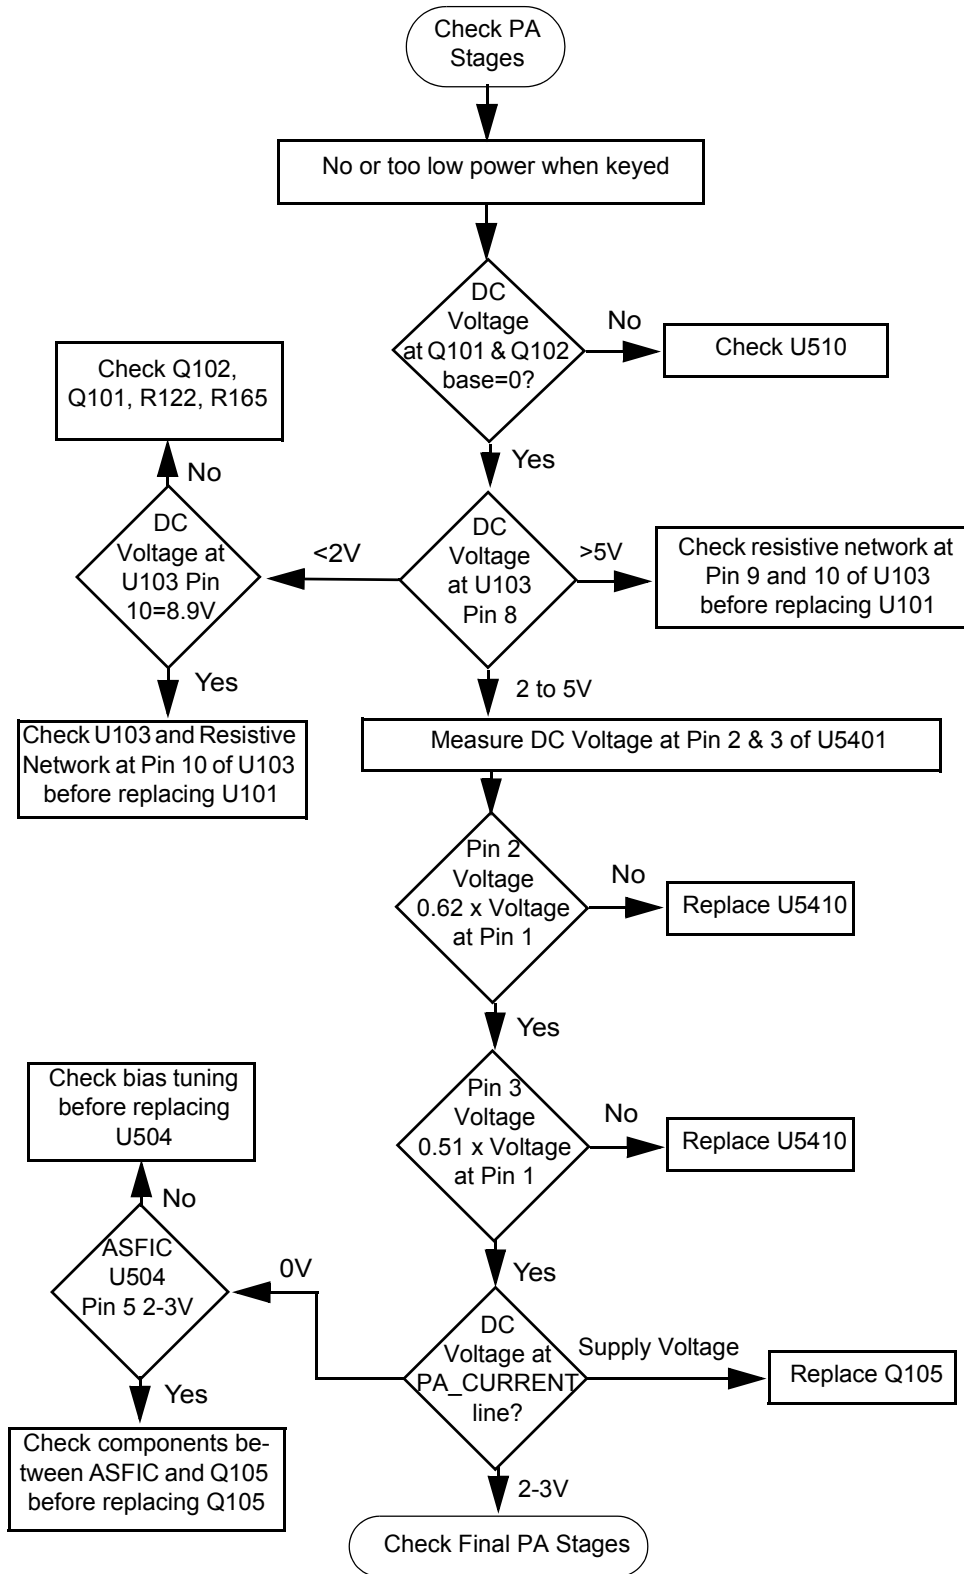 Check PA
Stages
No or too low power when keyed
DC
Voltage
at Q101 & Q102
base=0?
No
Check U510
Yes
Check Q102,
Q101, R122, R165
No
DC
Voltage at
U103 Pin
10=8.9V
<2V
DC
Voltage
at U103
Pin 8
>5V
Check resistive network at
Pin 9 and 10 of U103
before replacing U101
Yes
2 to 5V
Check U103 and Resistive
Network at Pin 10 of U103
before replacing U101
Measure DC Voltage at Pin 2 & 3 of U5401
Pin 2
Voltage
0.62 x Voltage
at Pin 1
No
Replace U5410
Yes
Pin 3
Voltage
0.51 x Voltage
at Pin 1
No
Replace U5410
Yes
Check bias tuning
before replacing
U504
No
ASFIC
U504
Pin 5 2-3V
0V
DC
Voltage at
PA_CURRENT
line?
Supply Voltage
Replace Q105
Yes
Check components be-
tween ASFIC and Q105
before replacing Q105
2-3V
Check Final PA Stages